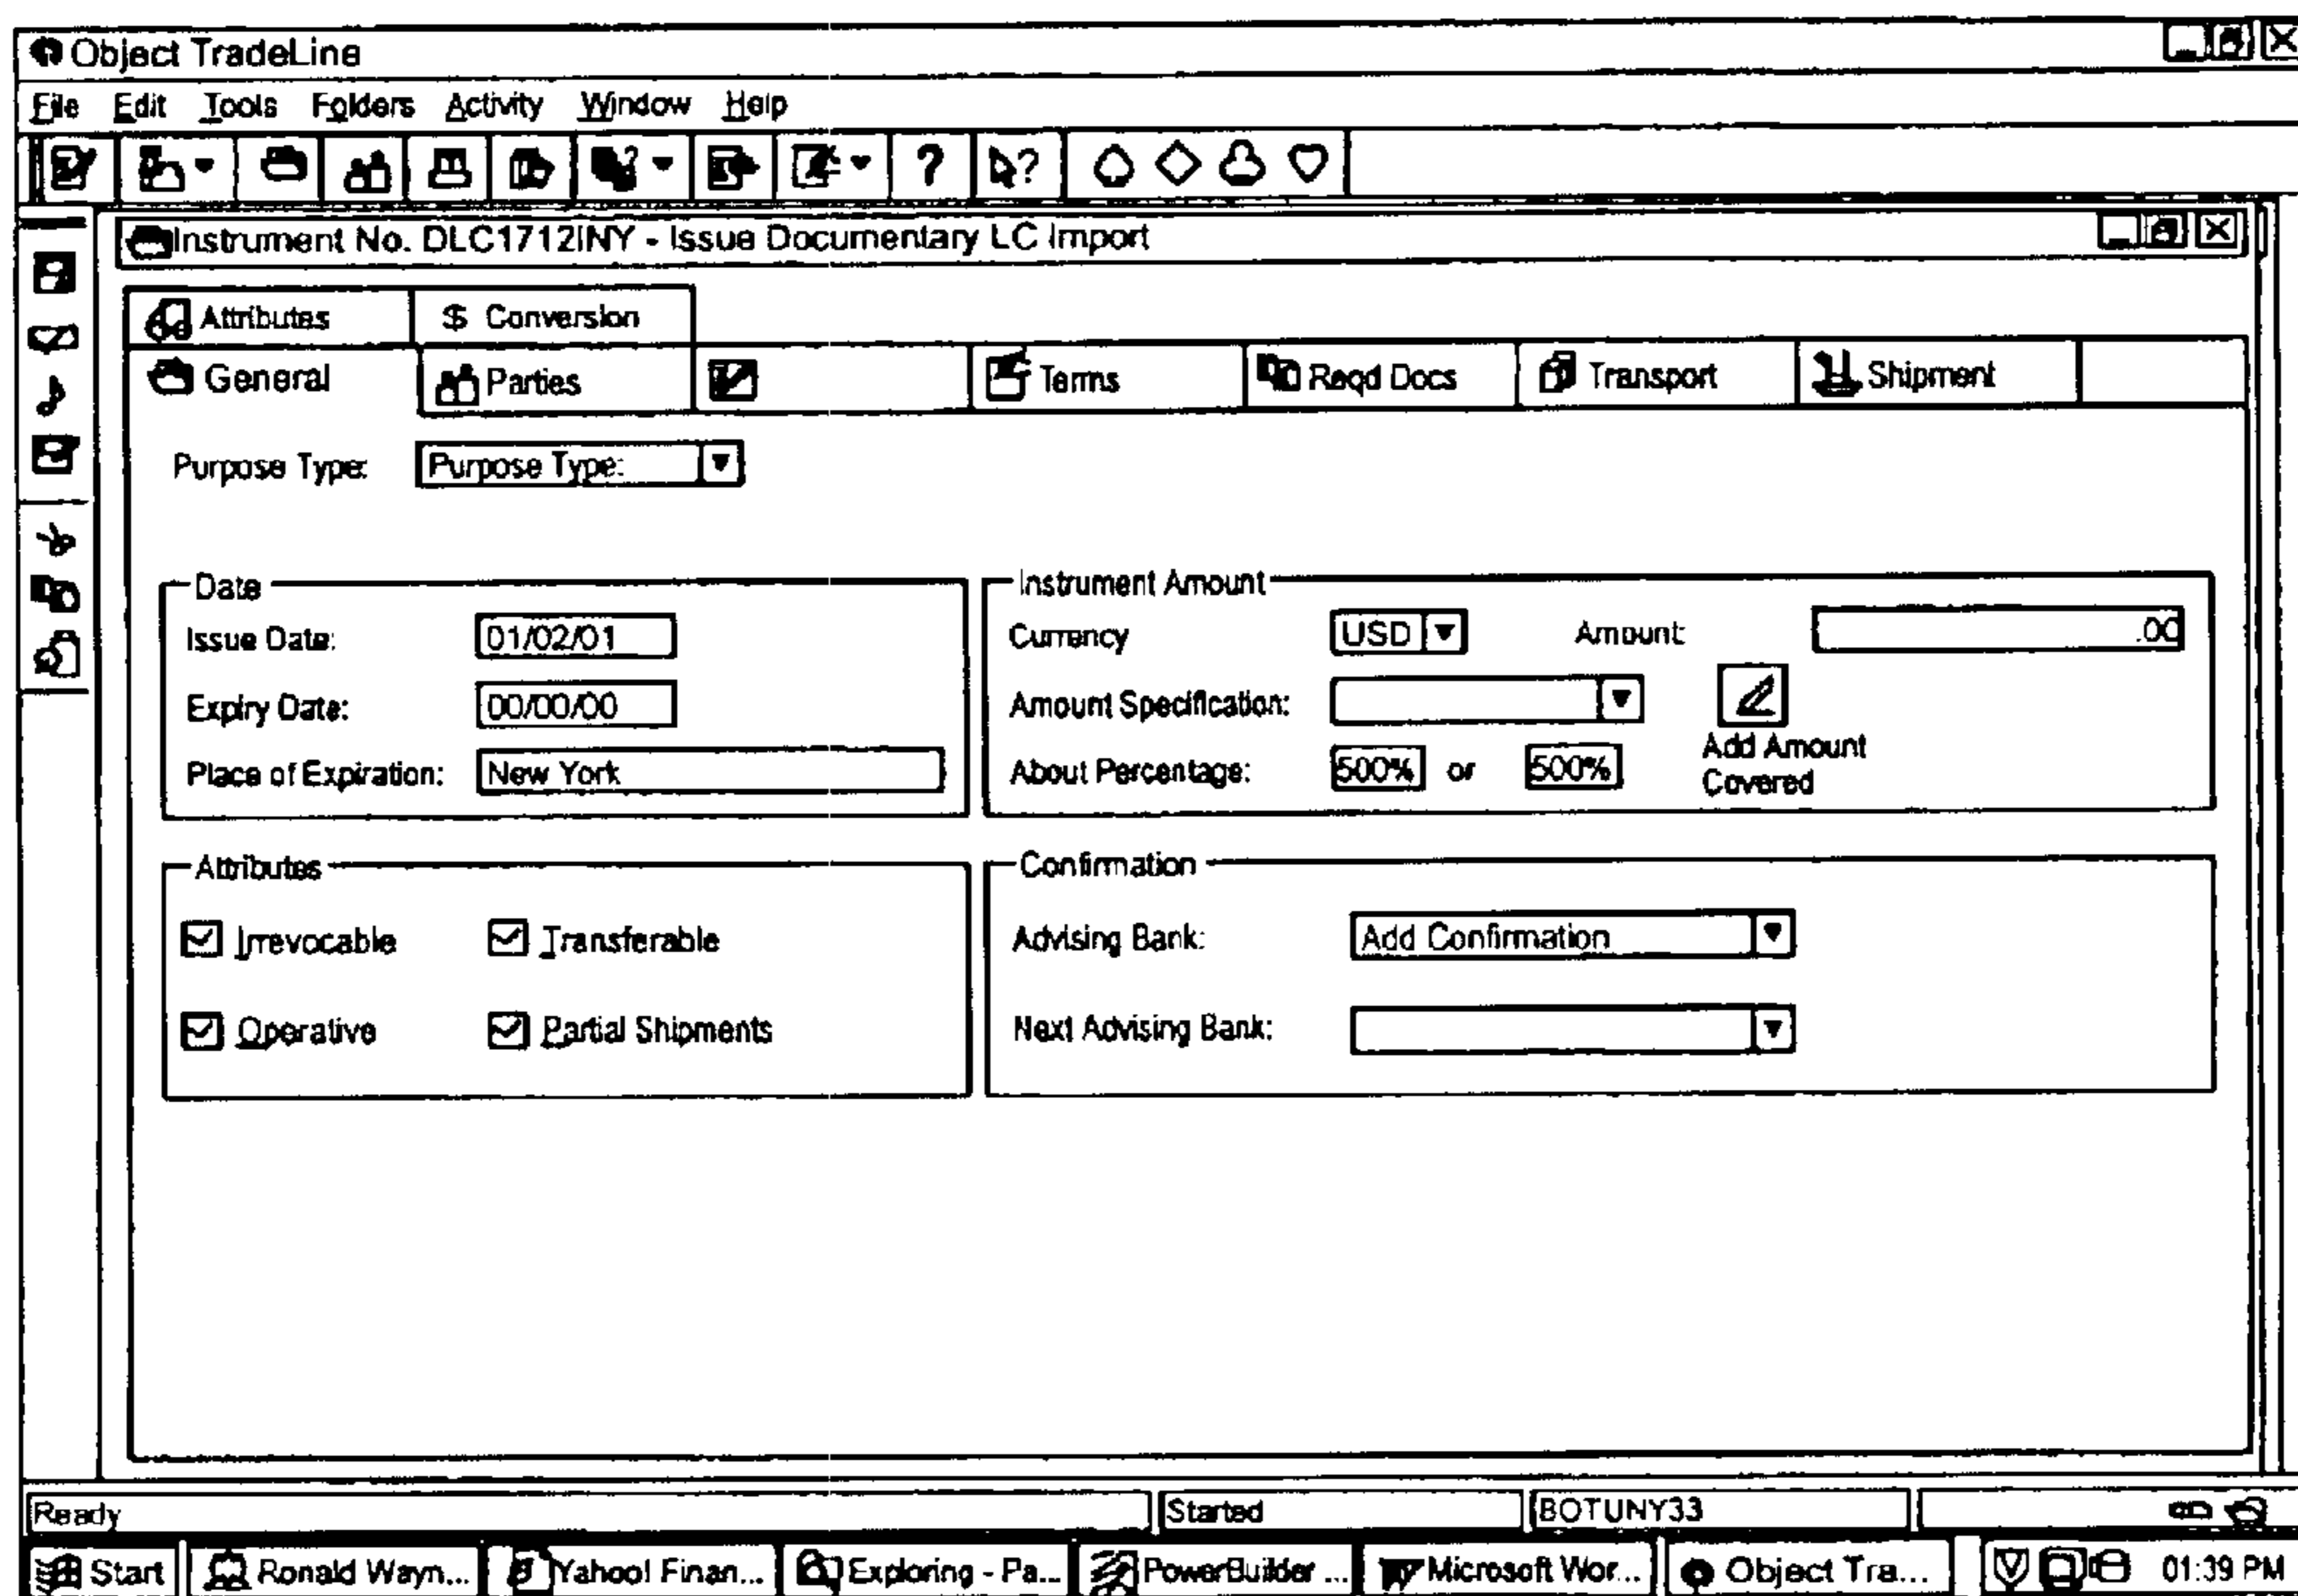 Object TradeLine
File Edit Tools Folders Activity Window Help
? ?
Instrument No. DLC1712INY - Issue Documentary LC Import
Attributes $ Conversion
General Parties Terms Reqd Docs Transport Shipment
Purpose Type: Purpose Type:
Date Instrument Amount
Issue Date: 01/02/01 Currency USD Amount: .00
Expiry Date: 00/00/00 Amount Specification:
Place of Expiration: New York About Percentage: 500% or 500% Add Amount
Covered
Attributes Confirmation
Irrevocable Transferable Advising Bank: Add Confirmation
Operative Partial Shipments Next Advising Bank:
Ready Started BOTUNY33
Start Ronald Wayn... Yahoo! Finan... Exploring - Pa... PowerBuilder ... Microsoft Wor... Object Tra... 01:39 PM